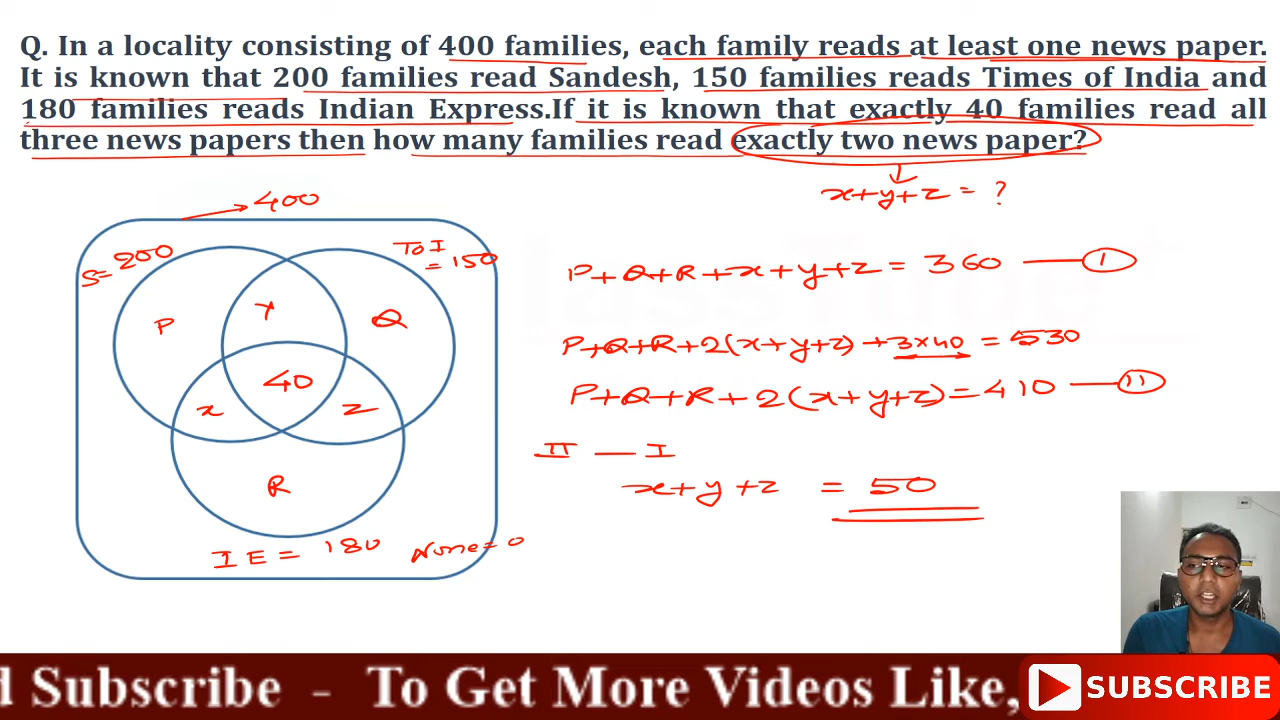 Q. In a locality consisting of 400 families, each family reads at least one news paper.
It is known that 200 families read Sandesh, 150 families reads Times of India and
180 families reads Indian Express.If it is known that exactly 40 families read all
three news papers then how many families read exactly two news paper?
x+y+z = ?
400
S=200
ToI
= 150
P
Y
Q
40
x
z
R
IE = 180
None=0
P+Q+R+x+y+z = 360 — I
P+Q+R+2(x+y+z)+3×40 = 530
P+Q+R+2(x+y+z)=410 — II
II — I
x+y+z = 50
d Subscribe - To Get More Videos Like,
SUBSCRIBE